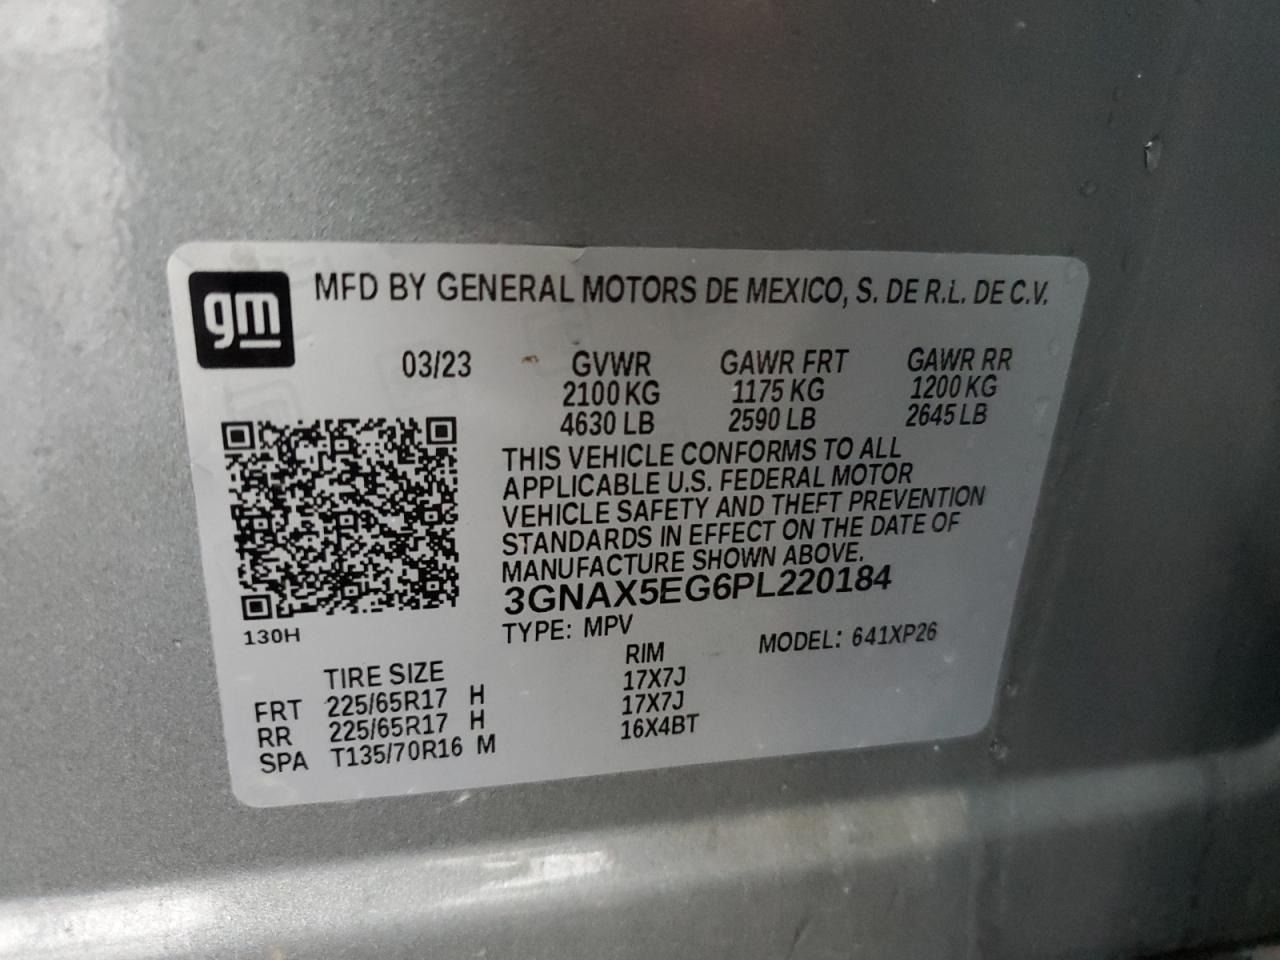 gm
MFD BY GENERAL MOTORS DE MEXICO, S. DE R.L. DE C.V.
03/23 GVWR GAWR FRT GAWR RR
2100 KG 1175 KG 1200 KG
4630 LB 2590 LB 2645 LB
THIS VEHICLE CONFORMS TO ALL
APPLICABLE U.S. FEDERAL MOTOR
VEHICLE SAFETY AND THEFT PREVENTION
STANDARDS IN EFFECT ON THE DATE OF
MANUFACTURE SHOWN ABOVE.
3GNAX5EG6PL220184
130H
TYPE: MPV MODEL: 641XP26
TIRE SIZE RIM
FRT 225/65R17 H 17X7J
RR 225/65R17 H 17X7J
SPA T135/70R16 M 16X4BT